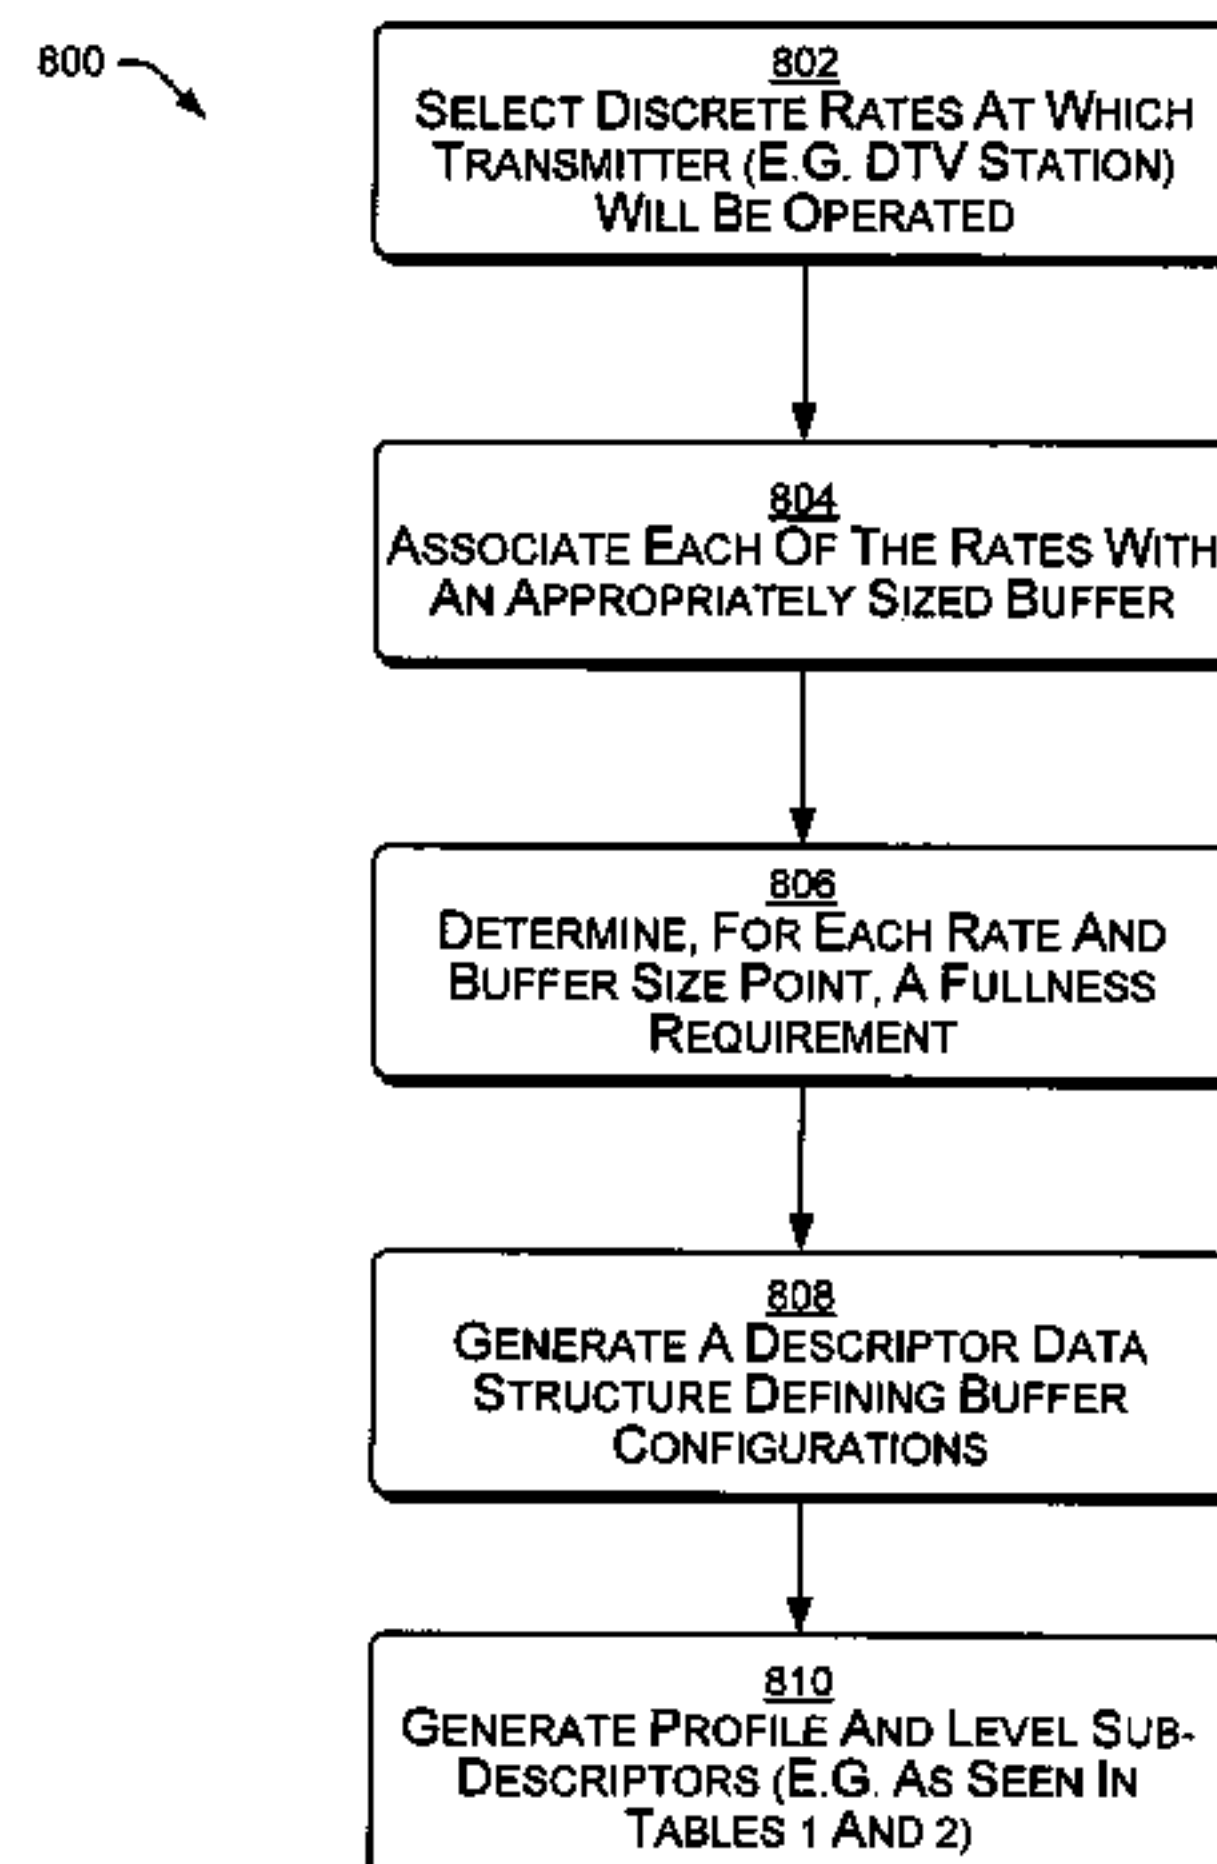 800
802
SELECT DISCRETE RATES AT WHICH
TRANSMITTER (E.G. DTV STATION)
WILL BE OPERATED
804
ASSOCIATE EACH OF THE RATES WITH
AN APPROPRIATELY SIZED BUFFER
806
DETERMINE, FOR EACH RATE AND
BUFFER SIZE POINT, A FULLNESS
REQUIREMENT
808
GENERATE A DESCRIPTOR DATA
STRUCTURE DEFINING BUFFER
CONFIGURATIONS
810
GENERATE PROFILE AND LEVEL SUB-
DESCRIPTORS (E.G. AS SEEN IN
TABLES 1 AND 2)